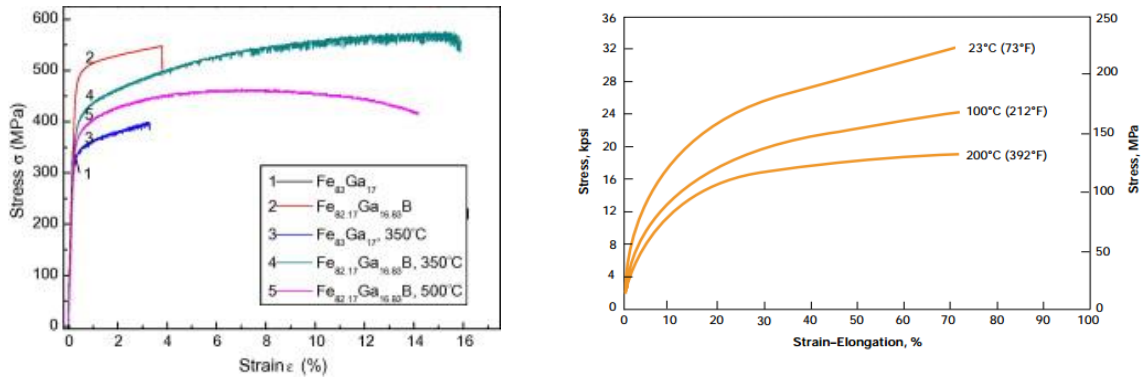 600
500
400
300
200
100
0
Stress σ (MPa)
2
4
5
3
1
1 Fe₈₃Ga₁₇
2 Fe₈₂.₁₇Ga₁₆.₈₃B
3 Fe₈₃Ga₁₇, 350℃
4 Fe₈₂.₁₇Ga₁₆.₈₃B, 350℃
5 Fe₈₂.₁₇Ga₁₆.₈₃B, 500℃
0 2 4 6 8 10 12 14 16
Strain ε (%)
36
32
28
24
20
16
12
8
4
0
Stress, kpsi
23°C (73°F)
100°C (212°F)
200°C (392°F)
250
200
150
100
50
0
Stress, MPa
0 10 20 30 40 50 60 70 80 90 100
Strain–Elongation, %